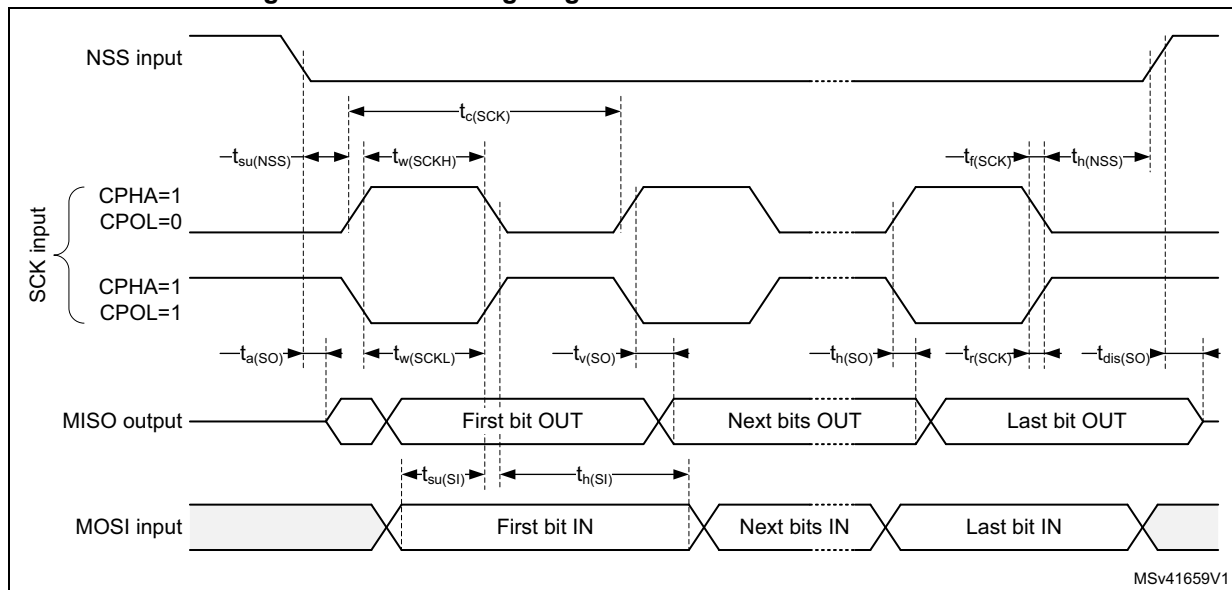 NSS input
tc(SCK)
tsu(NSS)
tw(SCKH)
tf(SCK)
th(NSS)
SCK input
CPHA=1
CPOL=0
CPHA=1
CPOL=1
ta(SO)
tw(SCKL)
tv(SO)
th(SO)
tr(SCK)
tdis(SO)
MISO output
First bit OUT
Next bits OUT
Last bit OUT
tsu(SI)
th(SI)
MOSI input
First bit IN
Next bits IN
Last bit IN
MSv41659V1